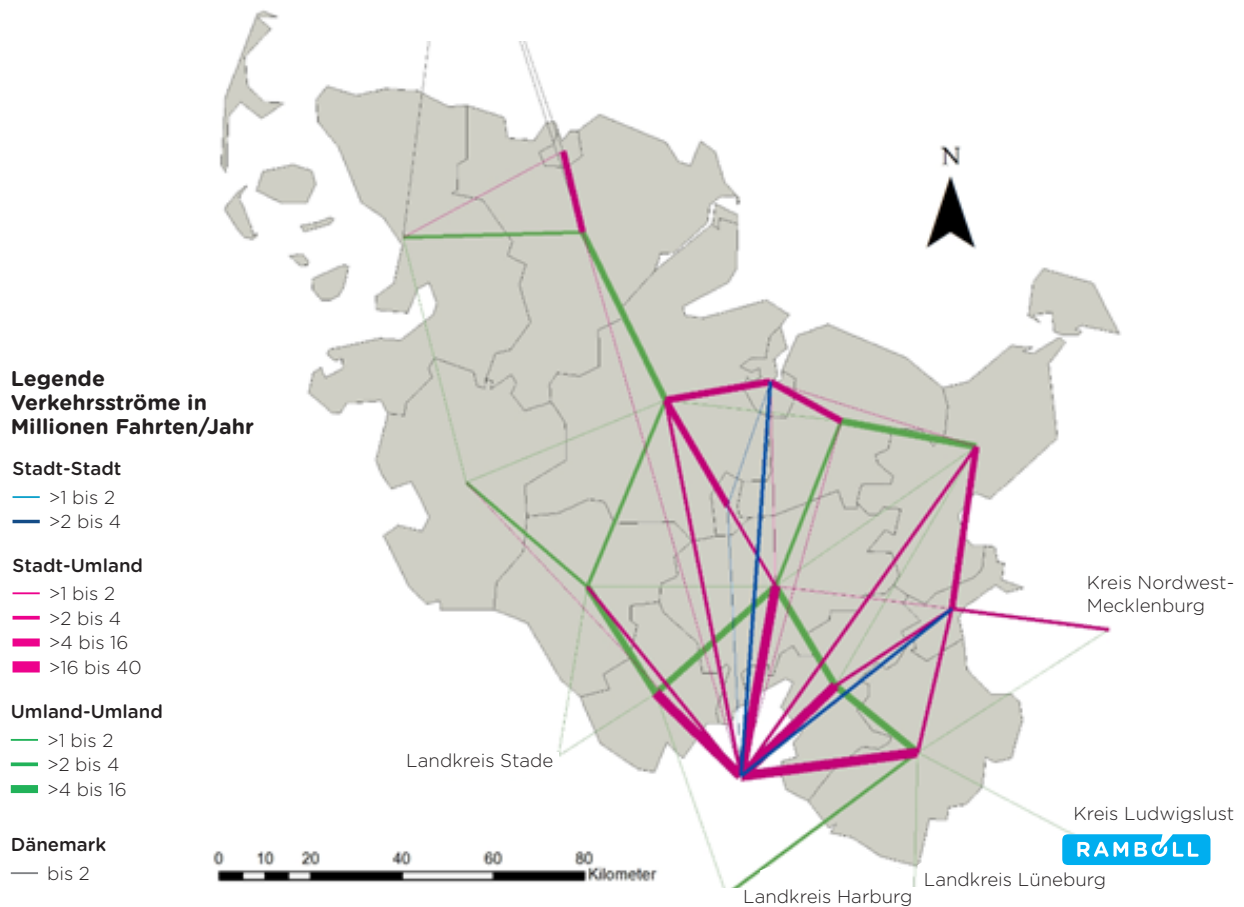 N
Legende
Verkehrsströme in
Millionen Fahrten/Jahr
Stadt-Stadt
>1 bis 2
>2 bis 4
Stadt-Umland
>1 bis 2
>2 bis 4
>4 bis 16
>16 bis 40
Umland-Umland
>1 bis 2
>2 bis 4
>4 bis 16
Dänemark
bis 2
Kreis Nordwest-
Mecklenburg
Landkreis Stade
Kreis Ludwigslust
RAMBOLL
0 10 20 40 60 80
Kilometer
Landkreis Lüneburg
Landkreis Harburg